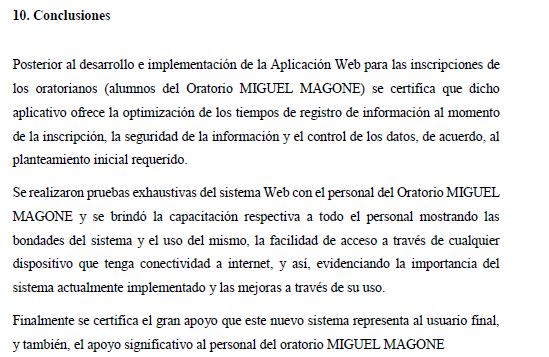 10. Conclusiones
Posterior al desarrollo e implementación de la Aplicación Web para las inscripciones de
los oratorianos (alumnos del Oratorio MIGUEL MAGONE) se certifica que dicho
aplicativo ofrece la optimización de los tiempos de registro de información al momento
de la inscripción, la seguridad de la información y el control de los datos, de acuerdo, al
planteamiento inicial requerido.
Se realizaron pruebas exhaustivas del sistema Web con el personal del Oratorio MIGUEL
MAGONE y se brindó la capacitación respectiva a todo el personal mostrando las
bondades del sistema y el uso del mismo, la facilidad de acceso a través de cualquier
dispositivo que tenga conectividad a internet, y así, evidenciando la importancia del
sistema actualmente implementado y las mejoras a través de su uso.
Finalmente se certifica el gran apoyo que este nuevo sistema representa al usuario final,
y también, el apoyo significativo al personal del oratorio MIGUEL MAGONE